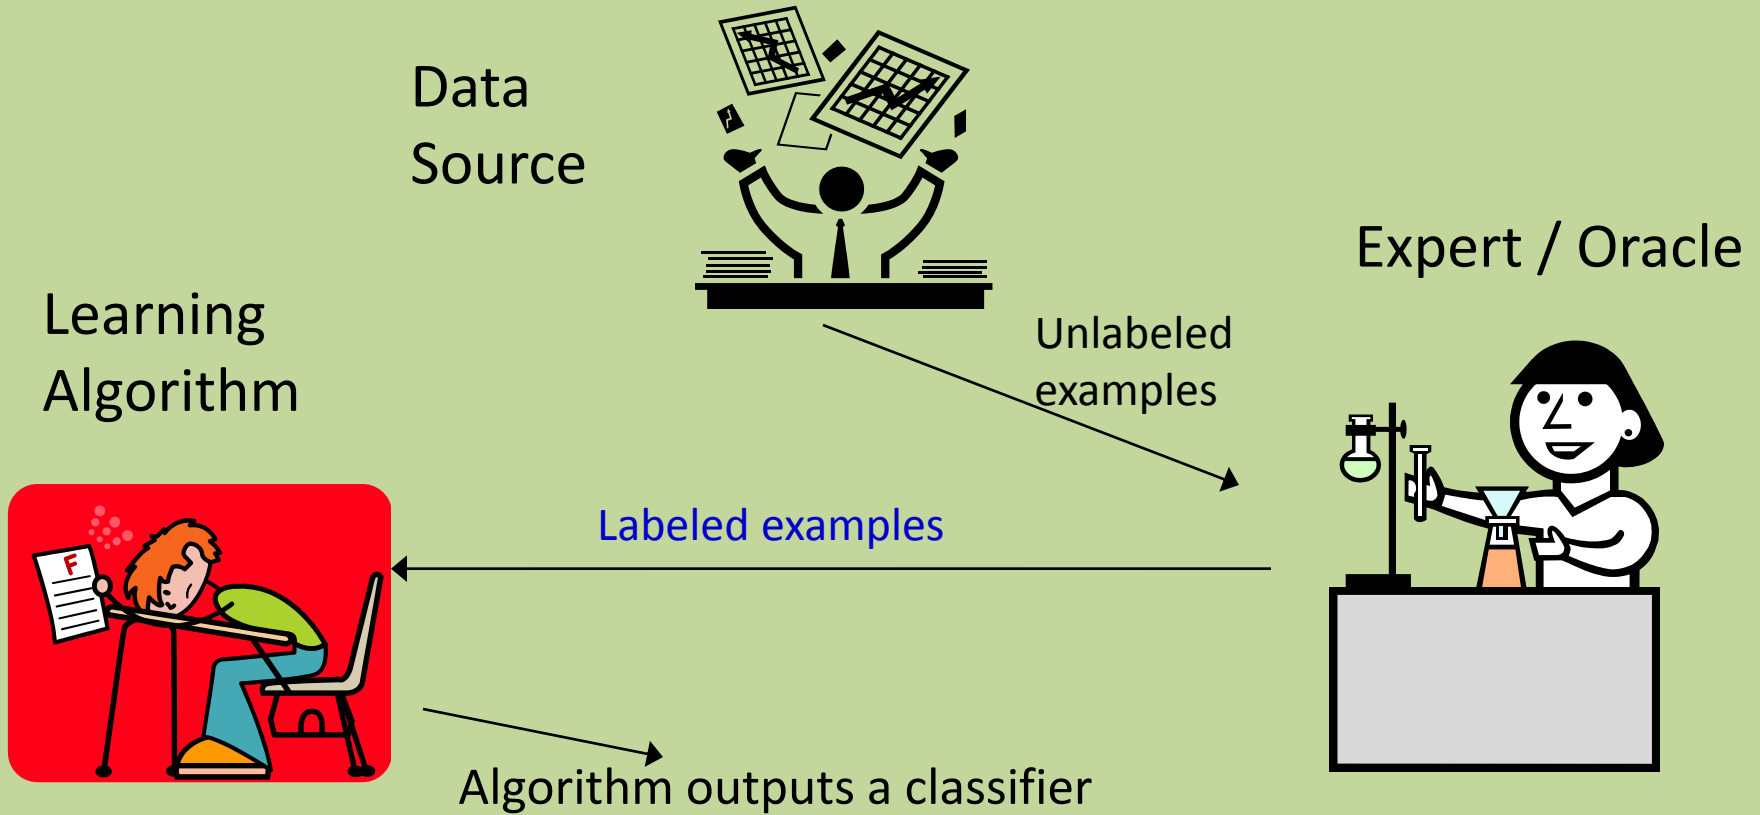 Data
Source
Expert / Oracle
Learning
Algorithm
Unlabeled
examples
Labeled examples
F
Algorithm outputs a classifier